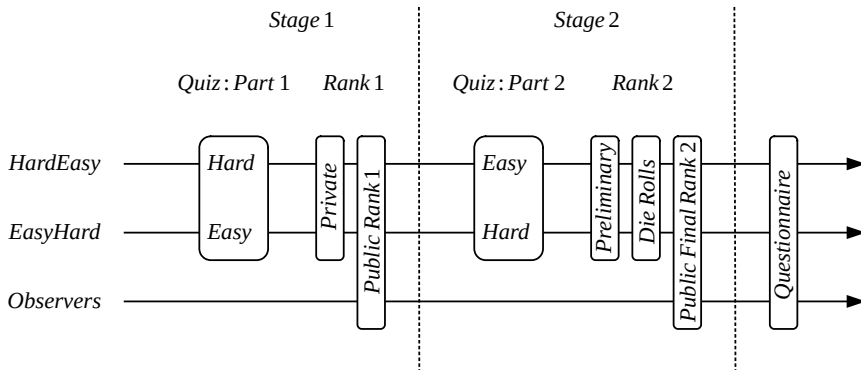 Stage 1
Stage 2
Quiz: Part 1
Rank 1
Quiz: Part 2
Rank 2
HardEasy
Hard
Easy
EasyHard
Easy
Hard
Observers
Private
Public Rank 1
Preliminary
Die Rolls
Public Final Rank 2
Questionnaire